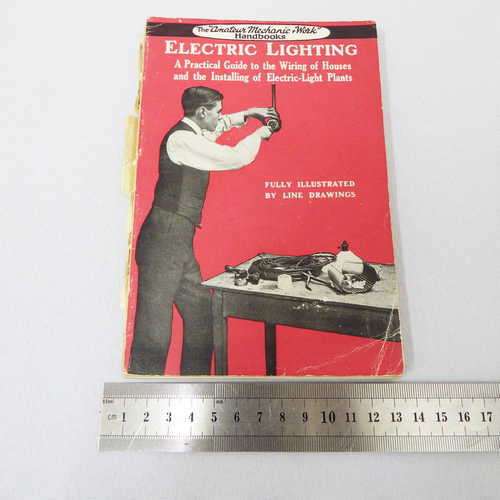 The "Amateur Mechanic & Work"
Handbooks
ELECTRIC LIGHTING
A Practical Guide to the Wiring of Houses
and the Installing of Electric-Light Plants
FULLY ILLUSTRATED
BY LINE DRAWINGS
cm 1 2 3 4 5 6 7 8 9 10 11 12 13 14 15 16 17